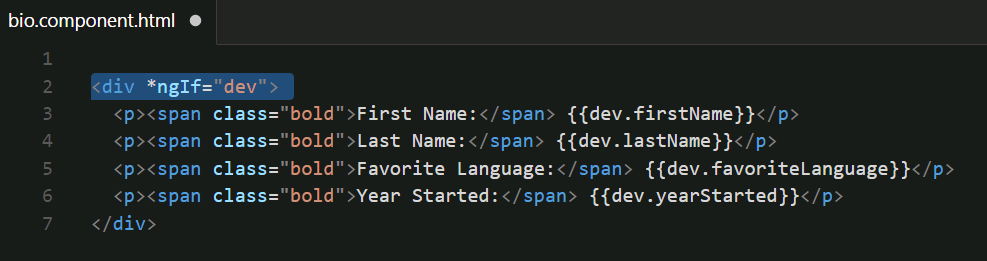 bio.component.html
1
2 <div *ngIf="dev">
3 <p><span class="bold">First Name:</span> {{dev.firstName}}</p>
4 <p><span class="bold">Last Name:</span> {{dev.lastName}}</p>
5 <p><span class="bold">Favorite Language:</span> {{dev.favoriteLanguage}}</p>
6 <p><span class="bold">Year Started:</span> {{dev.yearStarted}}</p>
7 </div>